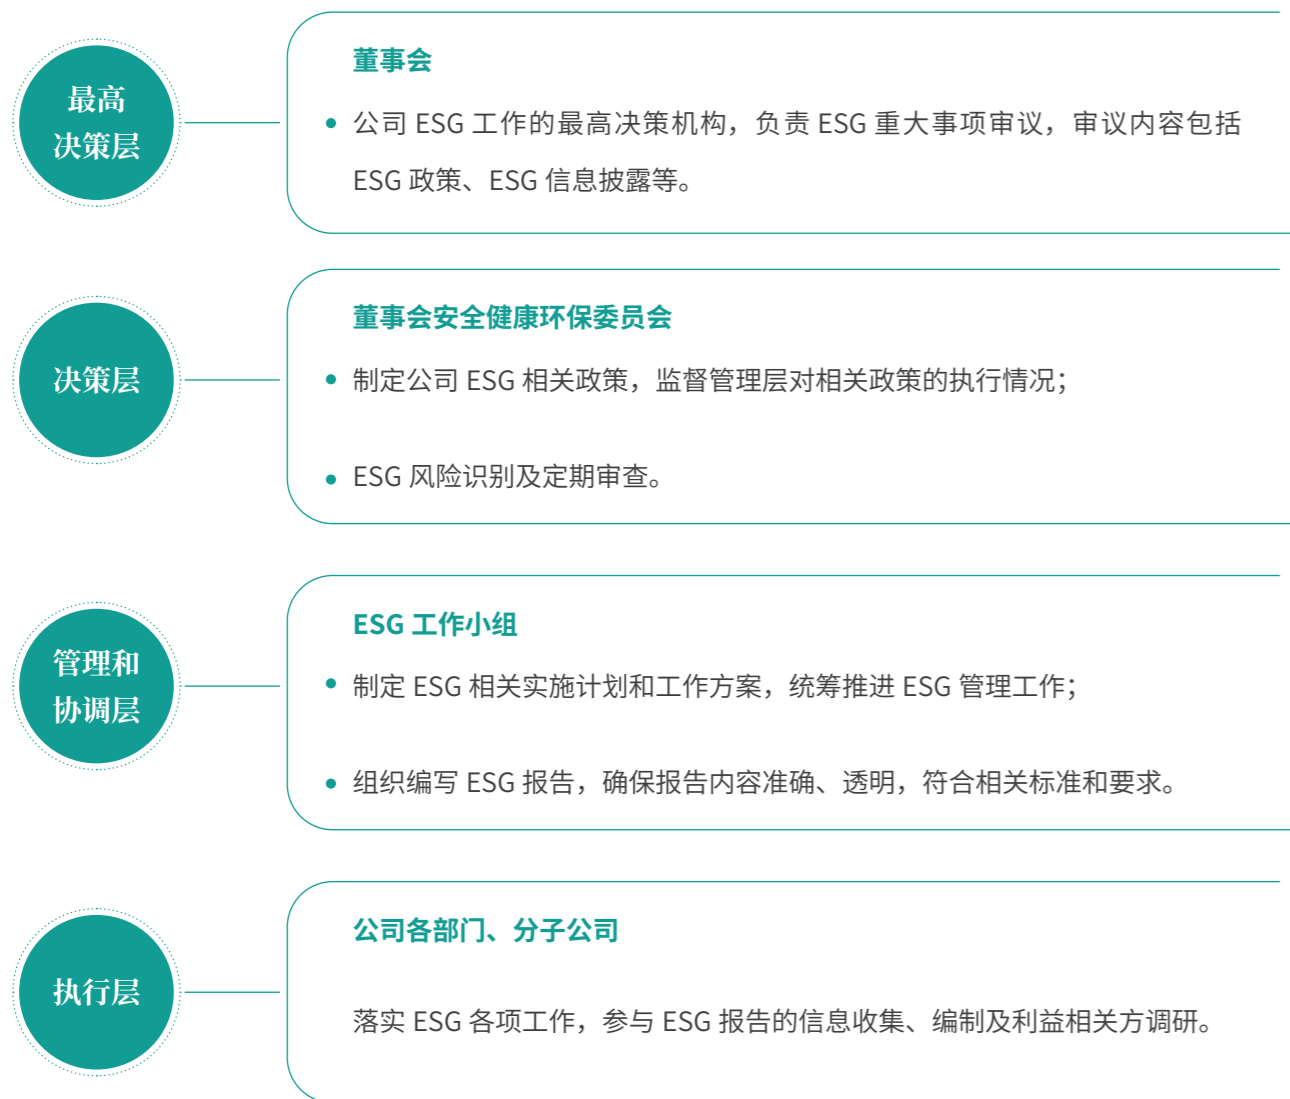 最高
决策层
董事会
公司 ESG 工作的最高决策机构，负责 ESG 重大事项审议，审议内容包括
ESG 政策、ESG 信息披露等。
决策层
董事会安全健康环保委员会
制定公司 ESG 相关政策，监督管理层对相关政策的执行情况；
ESG 风险识别及定期审查。
管理和
协调层
ESG 工作小组
制定 ESG 相关实施计划和工作方案，统筹推进 ESG 管理工作；
组织编写 ESG 报告，确保报告内容准确、透明，符合相关标准和要求。
执行层
公司各部门、分子公司
落实 ESG 各项工作，参与 ESG 报告的信息收集、编制及利益相关方调研。